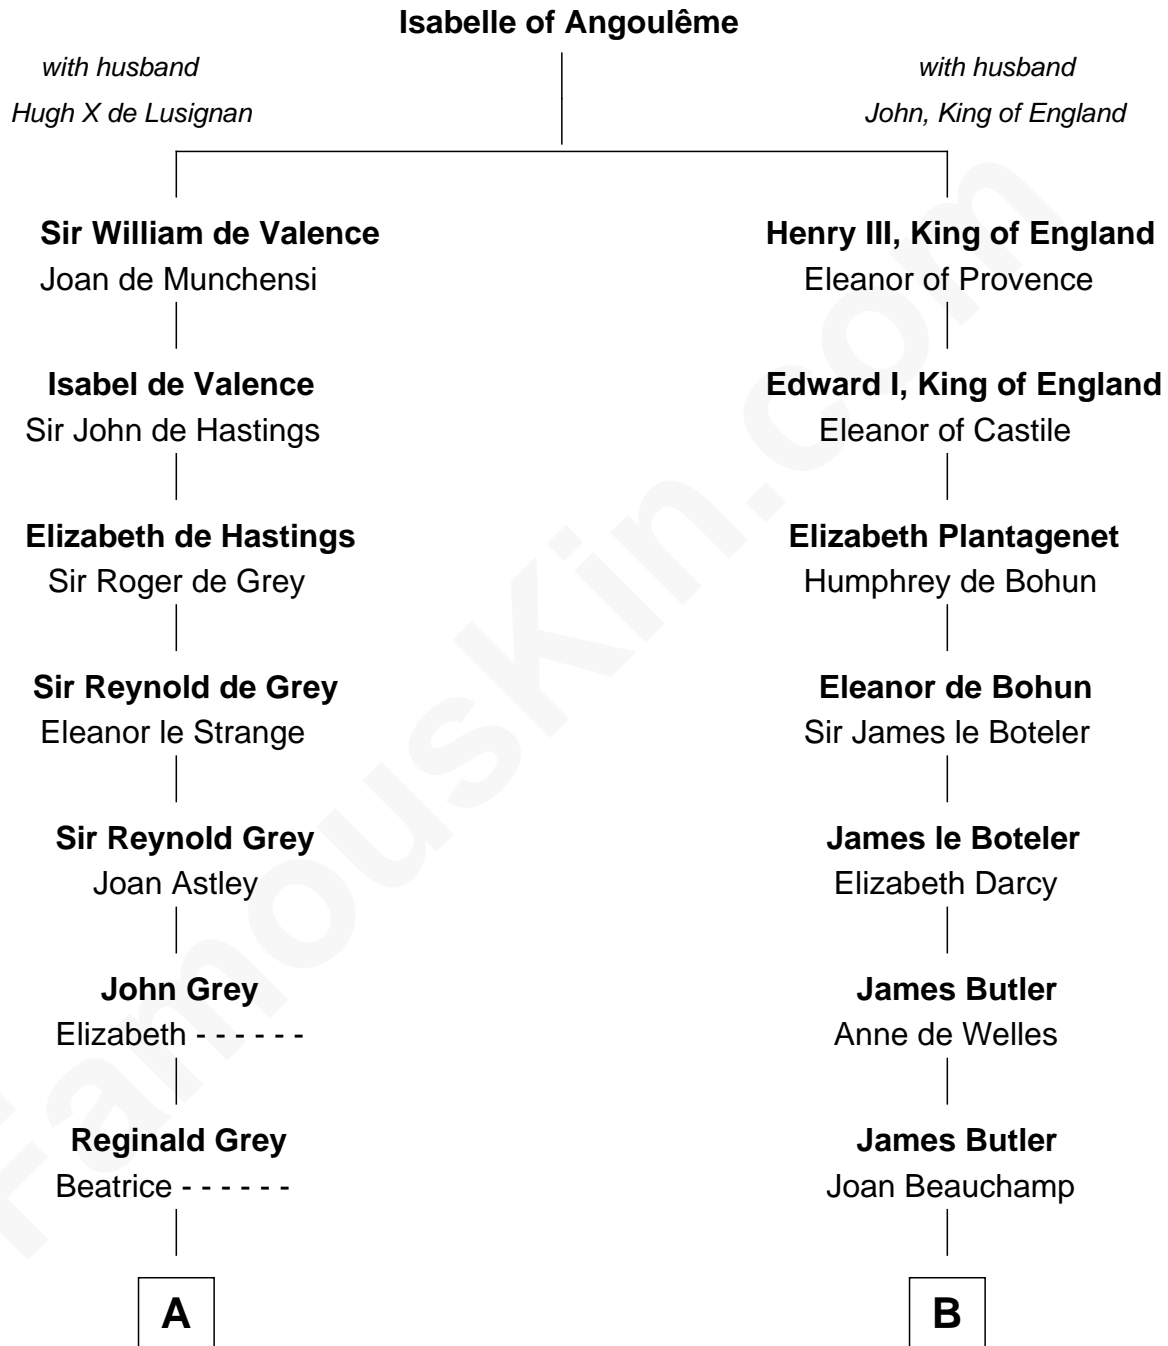 Isabelle of Angoulême
with husband
Hugh X de Lusignan
with husband
John, King of England
Sir William de Valence
Joan de Munchensi
Henry III, King of England
Eleanor of Provence
Isabel de Valence
Sir John de Hastings
Edward I, King of England
Eleanor of Castile
Elizabeth de Hastings
Sir Roger de Grey
Elizabeth Plantagenet
Humphrey de Bohun
Sir Reynold de Grey
Eleanor le Strange
Eleanor de Bohun
Sir James le Boteler
Sir Reynold Grey
Joan Astley
James le Boteler
Elizabeth Darcy
John Grey
Elizabeth - - - - - -
James Butler
Anne de Welles
Reginald Grey
Beatrice - - - - - -
James Butler
Joan Beauchamp
A
B
FamousKin.com